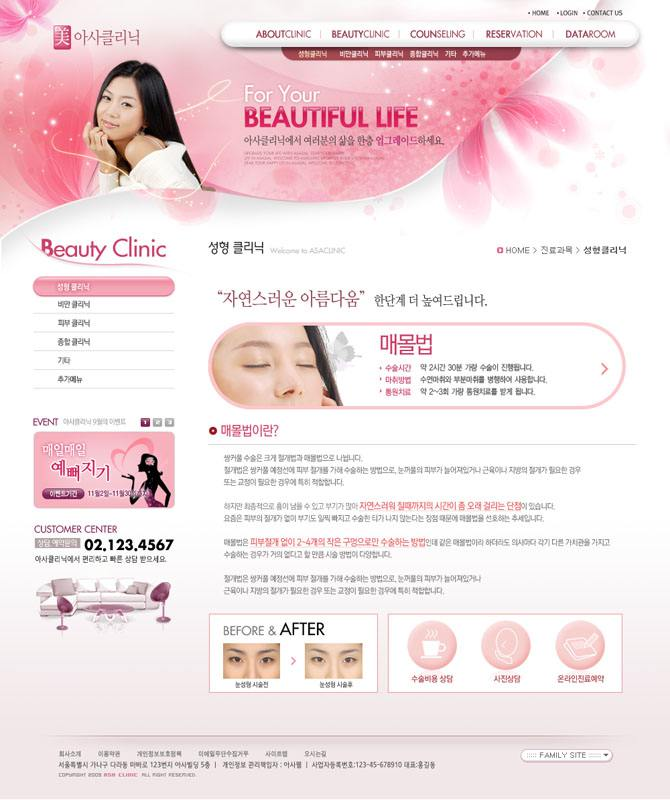 HOME LOGIN CONTACT US
美 아사클리닉
ABOUTCLINIC BEAUTYCLINIC COUNSELING RESERVATION DATAROOM
성형클리닉 비만클리닉 피부클리닉 종합클리닉 기타 추가메뉴
For Your
BEAUTIFUL LIFE
아사클리닉에서 여러분의 삶을 한층 업그레이드하세요.
Beauty Clinic
성형 클리닉
비만 클리닉
피부 클리닉
종합 클리닉
기타
추가메뉴
EVENT 아사클리닉 9월의 이벤트 1 2 3
매일매일
예뻐지기
이벤트기간 11월2일~11월30일까지
CUSTOMER CENTER
상담 예약문의 02.123.4567
아사클리닉에서 편리하고 빠른 상담 받으세요.
성형 클리닉 Welcome to ASACLINIC
HOME > 진료과목 > 성형클리닉
“자연스러운 아름다움” 한단계 더 높여드립니다.
매몰법
수술시간 약 2시간 30분 가량 수술이 진행됩니다.
마취방법 수면마취와 부분마취를 병행하여 사용합니다.
통원치료 약 2~3회 가량 통원치료를 받게 됩니다.
매몰법이란?
쌍꺼풀 수술은 크게 절개법과 매몰법으로 나뉩니다.
절개법은 쌍꺼풀 예정선에 피부 절개를 가해 수술하는 방법으로, 눈꺼풀의 피부가 늘어져있거나 근육이나 지방의 절개가 필요한 경우
또는 교정이 필요한 경우에 특히 적합합니다.
하지만 최종적으로 흉이 남을 수 있고 부기가 많아 자연스러워 질때까지의 시간이 좀 오래 걸리는 단점이 있습니다.
요즘은 피부의 절개가 없이 부기도 일찍 빠지고 수술한 티가 나지 않는다는 장점 때문에 매몰법을 선호하는 추세입니다.
매몰법은 피부절개 없이 2~4개의 작은 구멍으로만 수술하는 방법인데 같은 매몰법이라 하더라도 의사마다 각기 다른 가치관을 가지고
수술하는 경우가 거의 없다고 할 만큼 시술 방법이 다양합니다.
절개법은 쌍꺼풀 예정선에 피부 절개를 가해 수술하는 방법으로, 눈꺼풀의 피부가 늘어져있거나
근육이나 지방의 절개가 필요한 경우 또는 교정이 필요한 경우에 특히 적합합니다.
BEFORE & AFTER
눈성형 시술전 눈성형 시술후
수술비용 상담 사진상담 온라인진료예약
회사소개 이용약관 개인정보보호정책 이메일무단수집거부 사이트맵 오시는길
서울특별시 가나구 다라동 마바로 123번지 아사빌딩 5층 | 개인정보 관리책임자 : 아사웹 | 사업자등록번호:123-45-678910 대표:홍길동
COPYRIGHT 2009 ASA CLINIC ALL RIGHT RESERVED.
FAMILY SITE